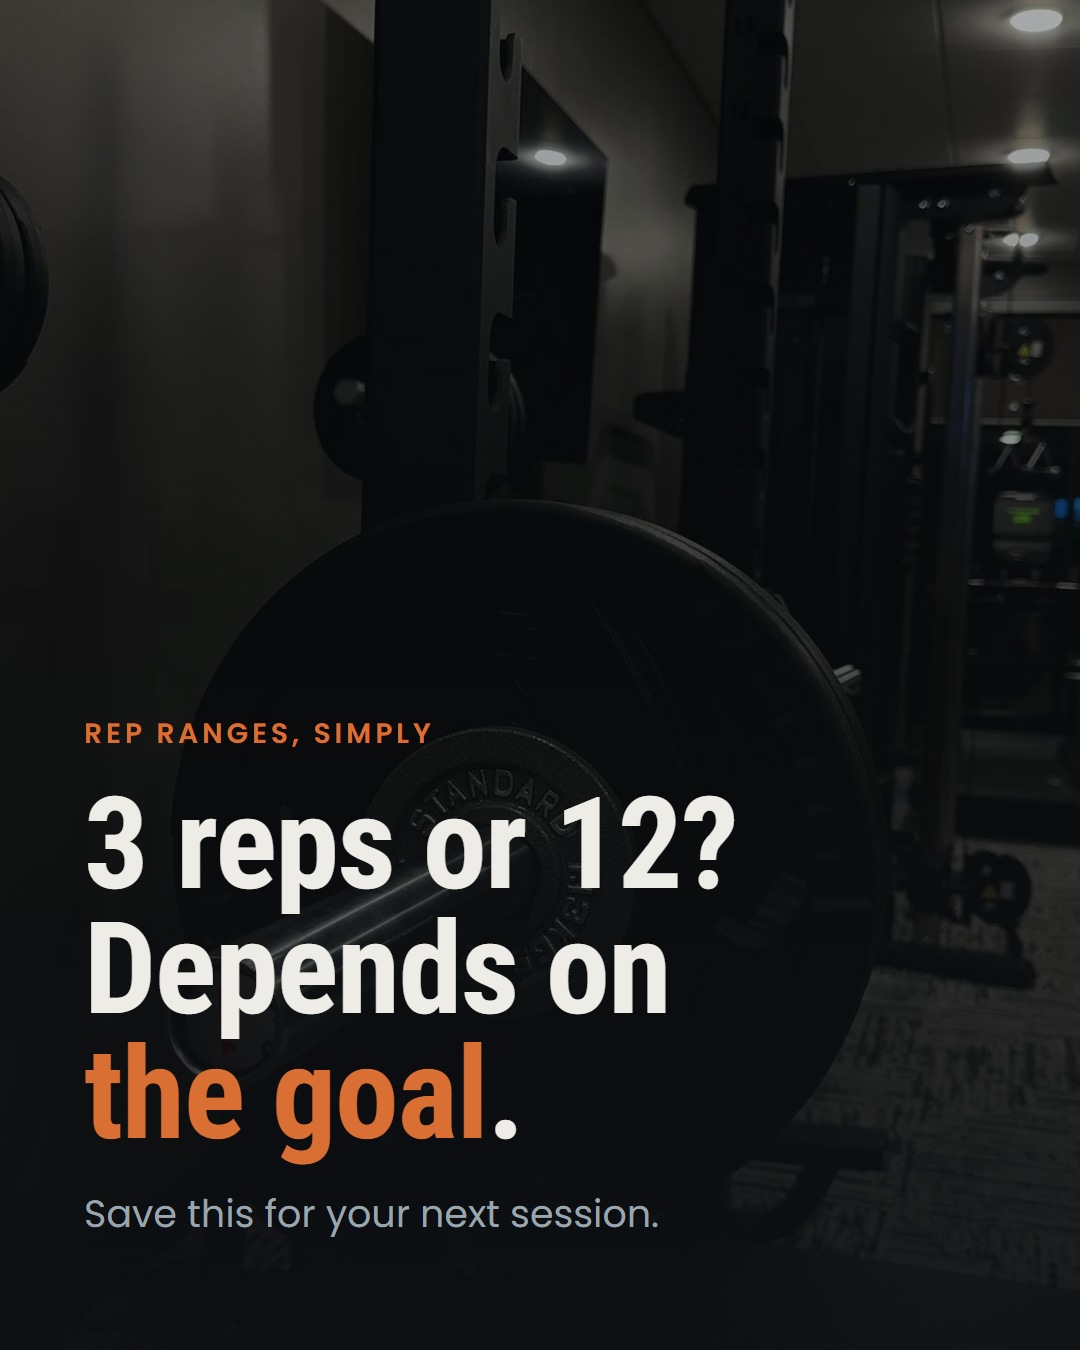 REP RANGES, SIMPLY
3 reps or 12?
Depends on
the goal.
Save this for your next session.
STANDARD